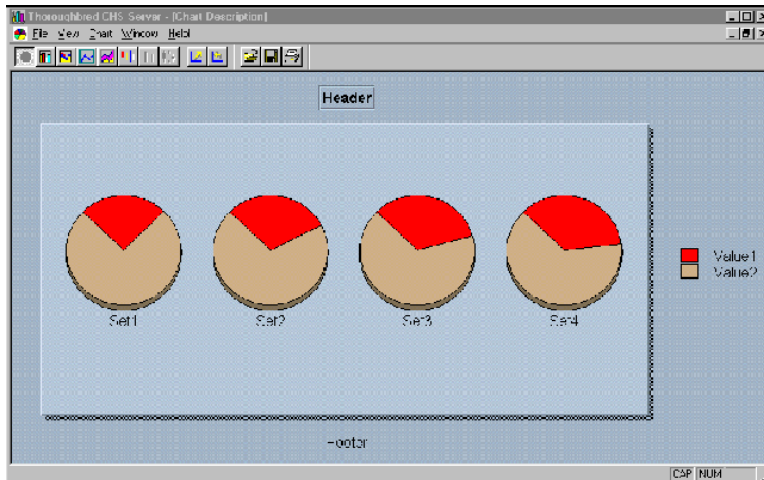 Thoroughbred CHS Server - [Chart Description]
File View Chart Window Help!
Header
Set1 Set2 Set3 Set4
Value1
Value2
Footer
CAP NUM